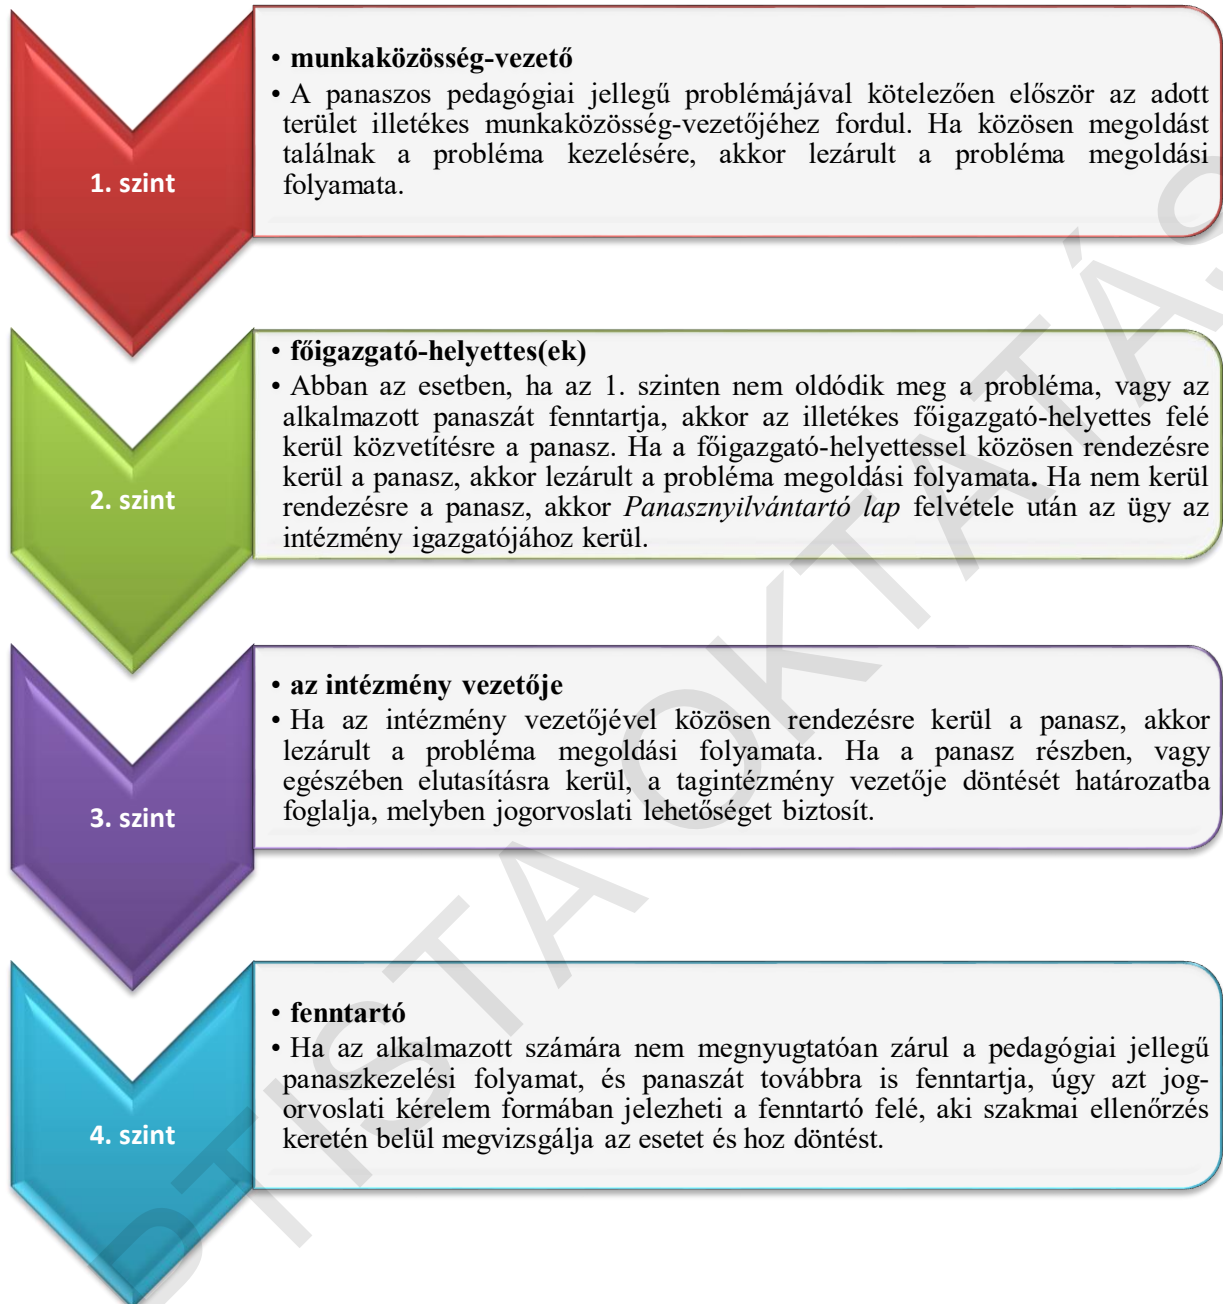 1. szint
• munkaközösség-vezető
• A panaszos pedagógiai jellegű problémájával kötelezően először az adott
terület illetékes munkaközösség-vezetőjéhez fordul. Ha közösen megoldást
találnak a probléma kezelésére, akkor lezárult a probléma megoldási
folyamata.
2. szint
• főigazgató-helyettes(ek)
• Abban az esetben, ha az 1. szinten nem oldódik meg a probléma, vagy az
alkalmazott panaszát fenntartja, akkor az illetékes főigazgató-helyettes felé
kerül közvetítésre a panasz. Ha a főigazgató-helyettessel közösen rendezésre
kerül a panasz, akkor lezárult a probléma megoldási folyamata. Ha nem kerül
rendezésre a panasz, akkor Panasznyilvántartó lap felvétele után az ügy az
intézmény igazgatójához kerül.
3. szint
• az intézmény vezetője
• Ha az intézmény vezetőjével közösen rendezésre kerül a panasz, akkor
lezárult a probléma megoldási folyamata. Ha a panasz részben, vagy
egészében elutasításra kerül, a tagintézmény vezetője döntését határozatba
foglalja, melyben jogorvoslati lehetőséget biztosít.
4. szint
• fenntartó
• Ha az alkalmazott számára nem megnyugtatóan zárul a pedagógiai jellegű
panaszkezelési folyamat, és panaszát továbbra is fenntartja, úgy azt jog-
orvoslati kérelem formában jelezheti a fenntartó felé, aki szakmai ellenőrzés
keretén belül megvizsgálja az esetet és hoz döntést.
PTISTA OKTATÁS